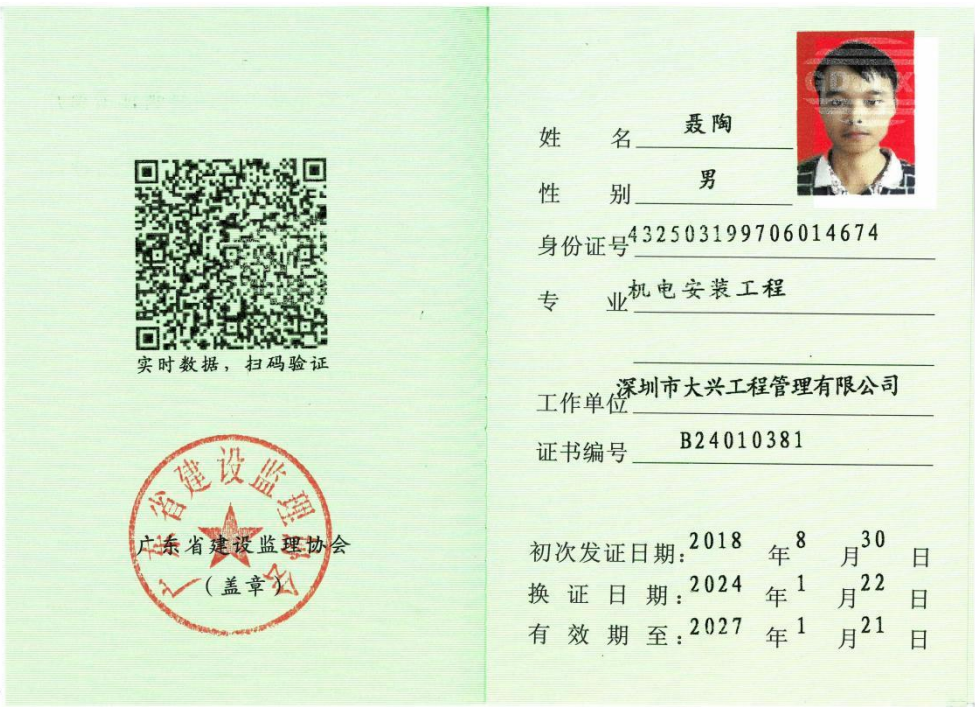 实时数据，扫码验证
广东省建设监理协会
广东省建设监理协会
（盖章）
GD
X
姓 名 聂陶
性 别 男
身份证号 432503199706014674
专 业 机电安装工程
工作单位 深圳市大兴工程管理有限公司
证书编号 B24010381
初次发证日期：2018 年 8 月 30 日
换 证 日 期：2024 年 1 月 22 日
有 效 期 至：2027 年 1 月 21 日